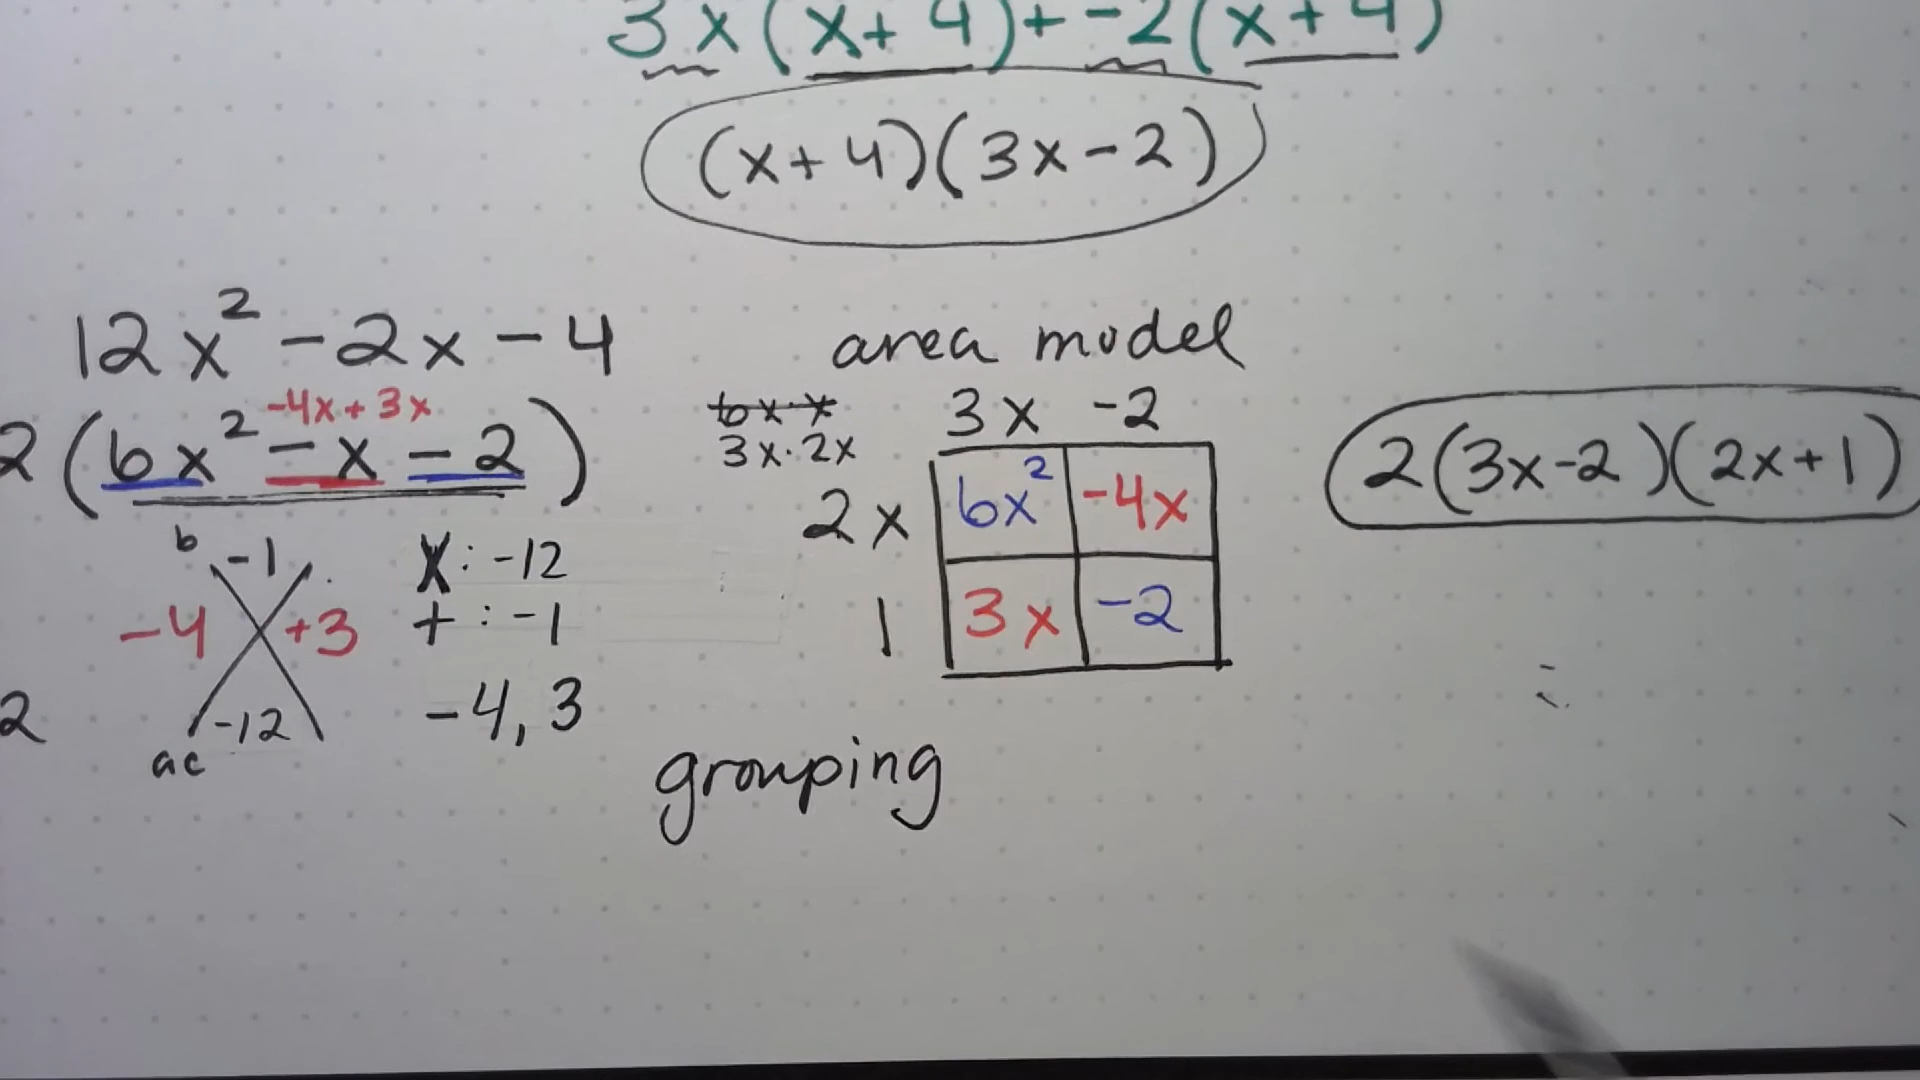 3x(x+4)+-2(x+4)
(x+4)(3x-2)
12x² -2x -4
-4x+3x
2(6x² -x -2)
b -1
-4 +3
ac -12
x: -12
+: -1
-4, 3
2
area model
6x·x
3x·2x
3x -2
2x 6x² -4x
1 3x -2
2(3x-2)(2x+1)
grouping